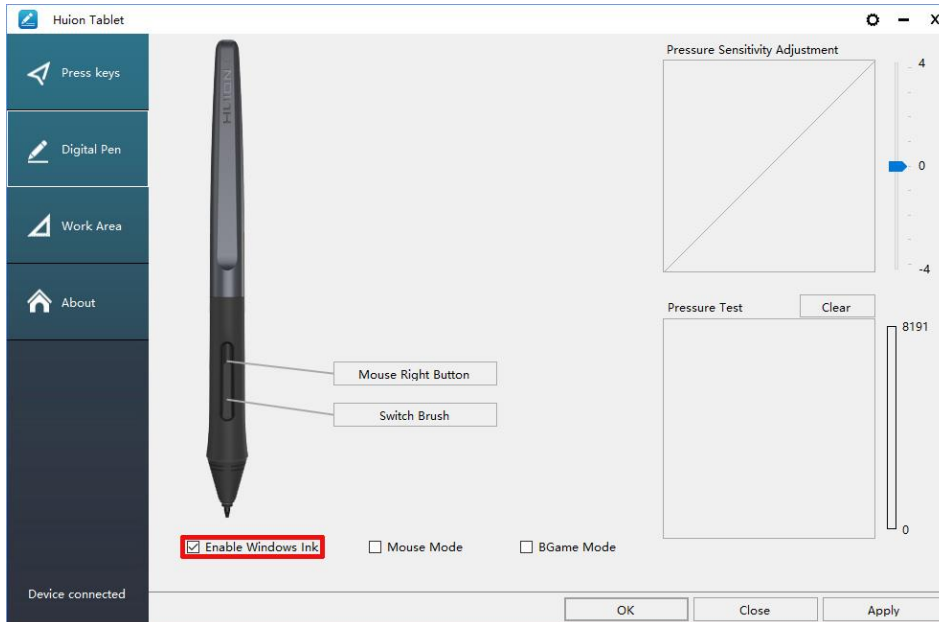 Huion Tablet
Press keys
Digital Pen
Work Area
About
Device connected
HUION
Mouse Right Button
Switch Brush
Enable Windows Ink
Mouse Mode
BGame Mode
Pressure Sensitivity Adjustment
4
0
-4
Pressure Test
Clear
8191
0
OK
Close
Apply